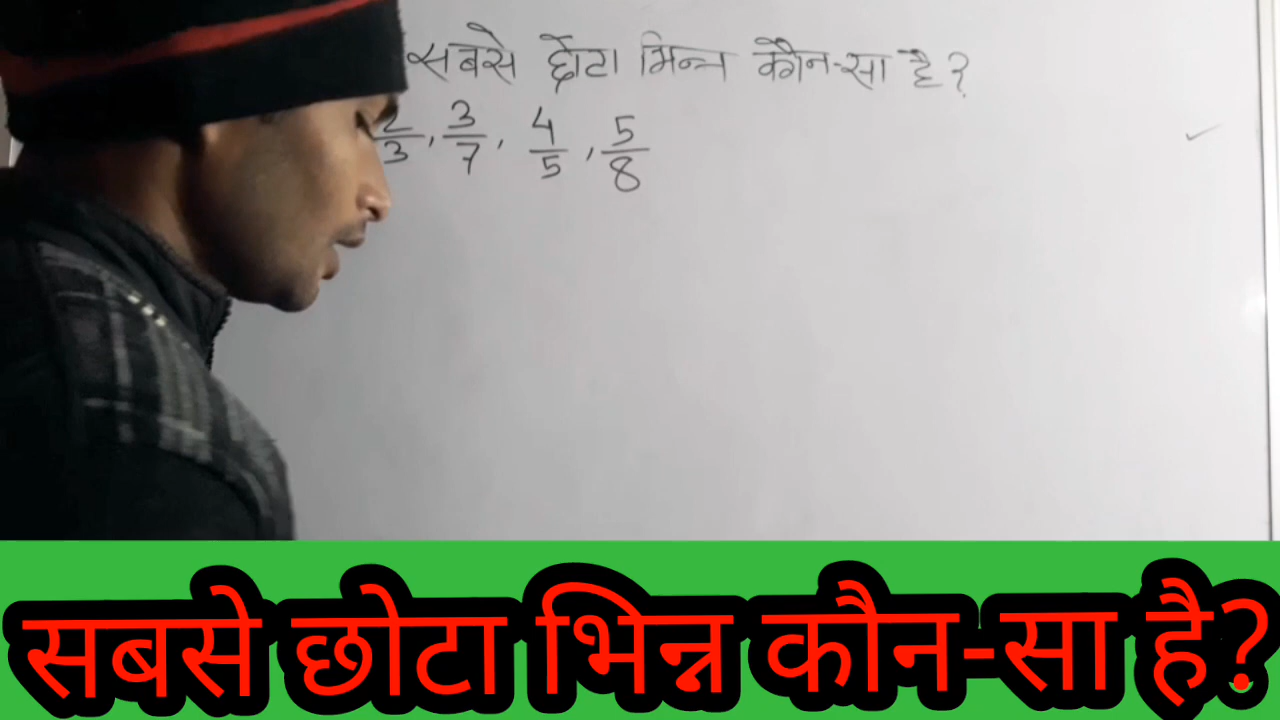 सबसे छोटा भिन्न कौन-सा है?
2/3, 3/7, 4/5, 5/8
सबसे छोटा भिन्न कौन-सा है?